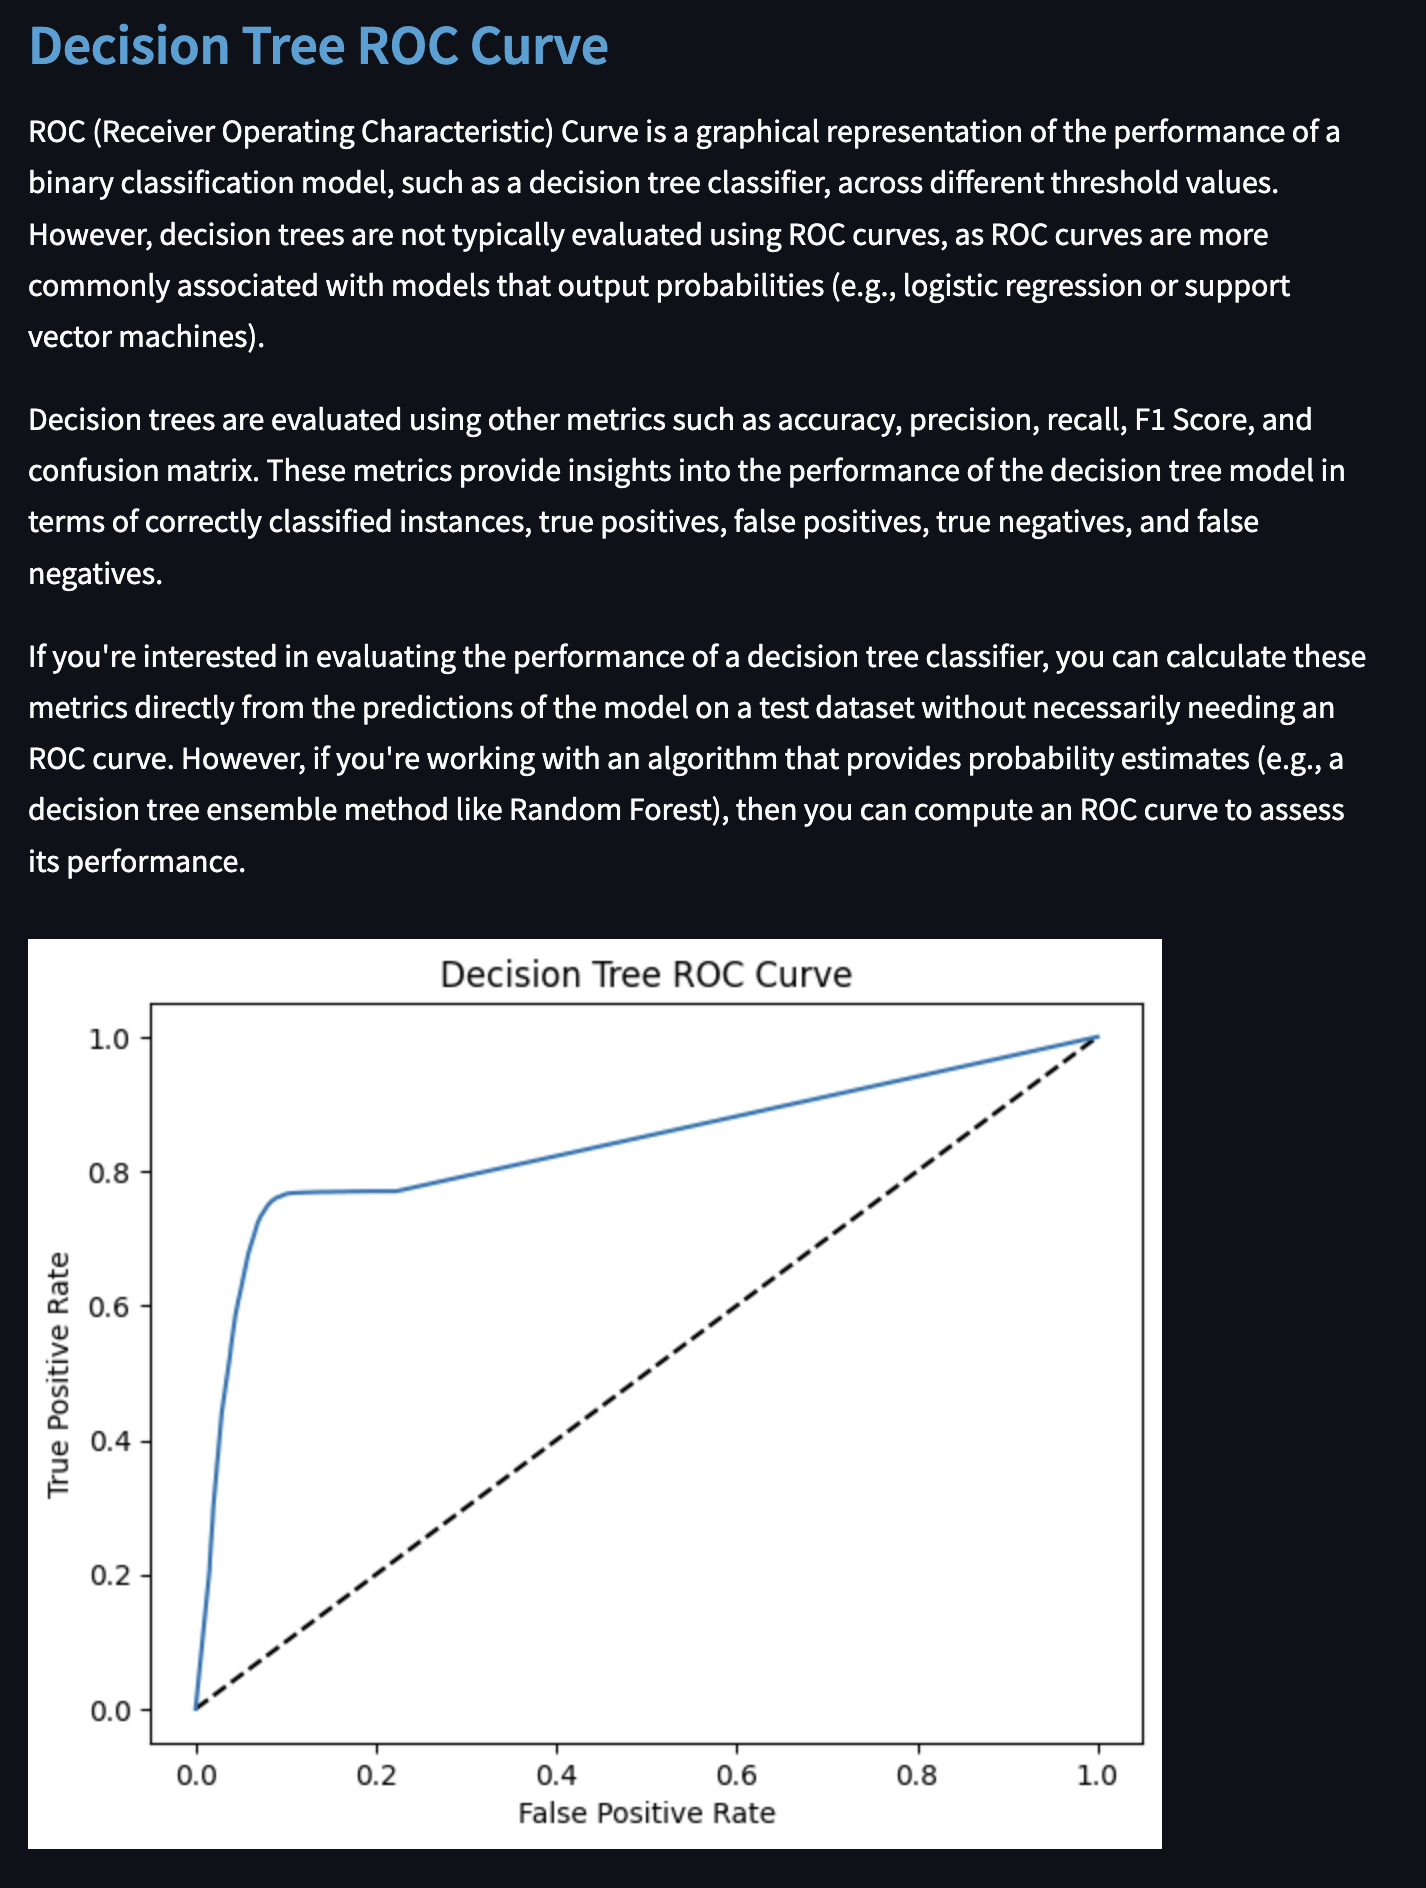 Decision Tree ROC Curve
ROC (Receiver Operating Characteristic) Curve is a graphical representation of the performance of a
binary classification model, such as a decision tree classifier, across different threshold values.
However, decision trees are not typically evaluated using ROC curves, as ROC curves are more
commonly associated with models that output probabilities (e.g., logistic regression or support
vector machines).
Decision trees are evaluated using other metrics such as accuracy, precision, recall, F1 Score, and
confusion matrix. These metrics provide insights into the performance of the decision tree model in
terms of correctly classified instances, true positives, false positives, true negatives, and false
negatives.
If you're interested in evaluating the performance of a decision tree classifier, you can calculate these
metrics directly from the predictions of the model on a test dataset without necessarily needing an
ROC curve. However, if you're working with an algorithm that provides probability estimates (e.g., a
decision tree ensemble method like Random Forest), then you can compute an ROC curve to assess
its performance.
Decision Tree ROC Curve
1.0
0.8
0.6
0.4
0.2
0.0
True Positive Rate
0.0 0.2 0.4 0.6 0.8 1.0
False Positive Rate